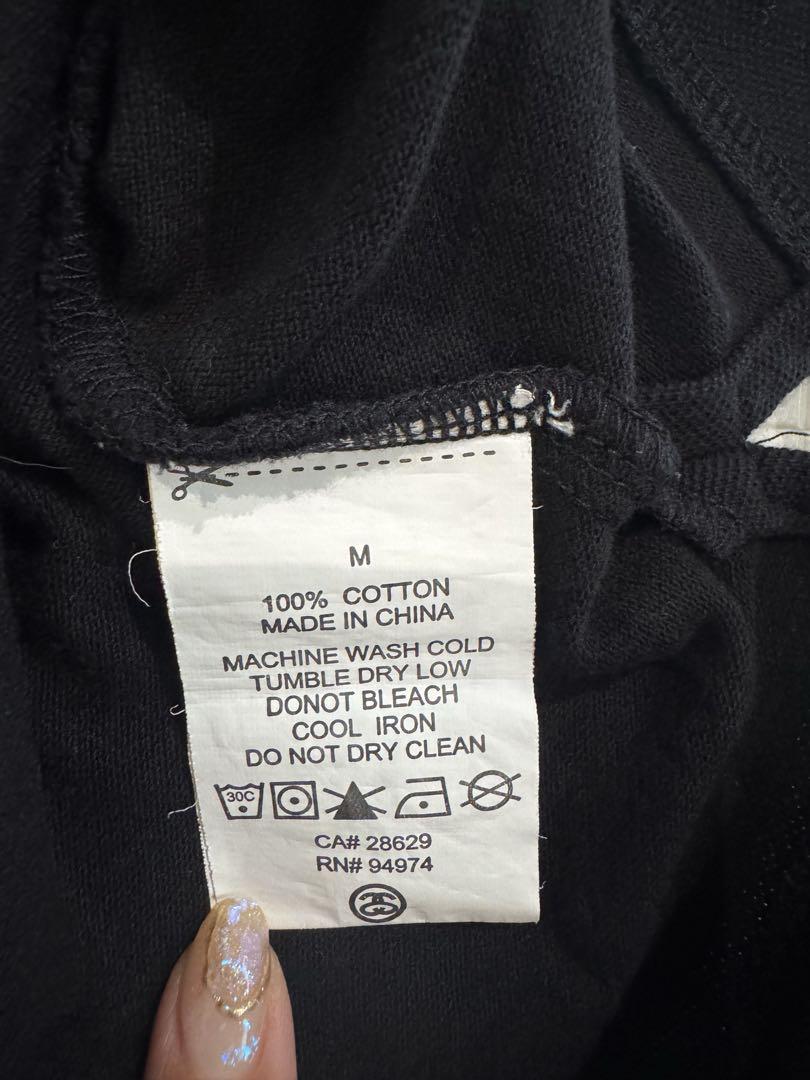 M
100% COTTON
MADE IN CHINA
MACHINE WASH COLD
TUMBLE DRY LOW
DONOT BLEACH
COOL IRON
DO NOT DRY CLEAN
30C
CA# 28629
RN# 94974